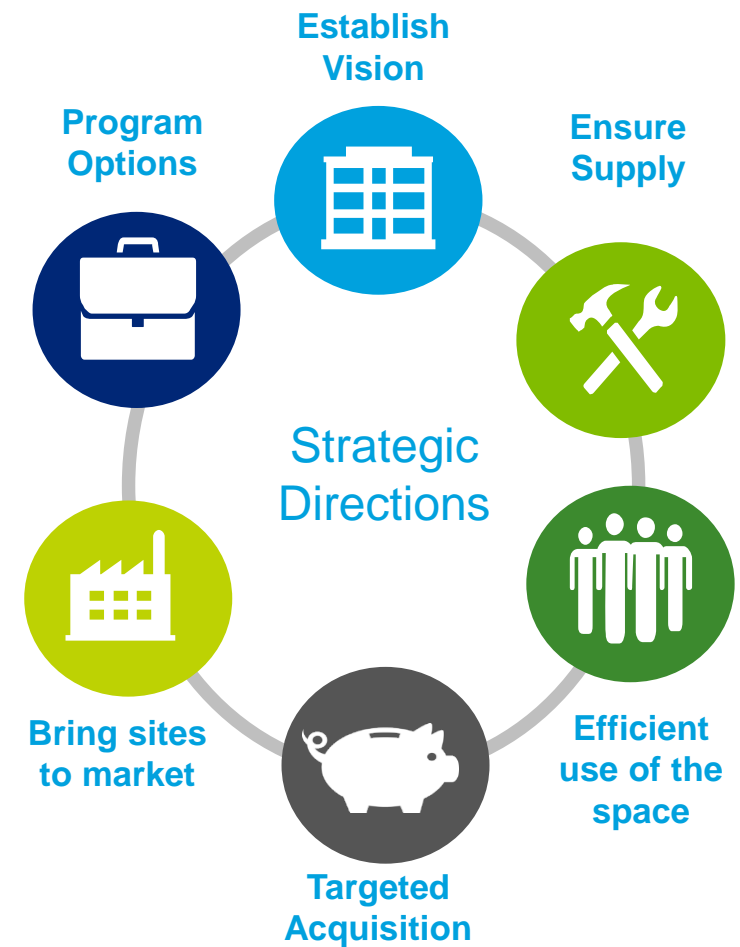 Establish
Vision
Program
Options
Ensure
Supply
Strategic
Directions
Bring sites
to market
Efficient
use of the
space
Targeted
Acquisition